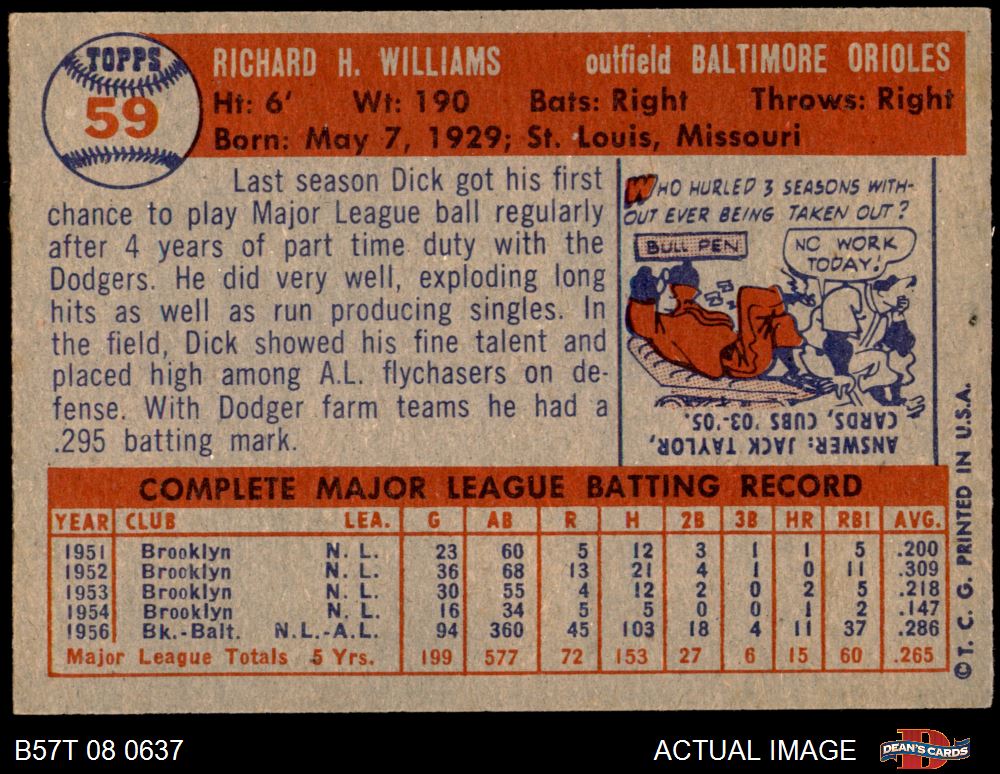 TOPPS
59
RICHARD H. WILLIAMS outfield BALTIMORE ORIOLES
Ht: 6' Wt: 190 Bats: Right Throws: Right
Born: May 7, 1929; St. Louis, Missouri
Last season Dick got his first
chance to play Major League ball regularly
after 4 years of part time duty with the
Dodgers. He did very well, exploding long
hits as well as run producing singles. In
the field, Dick showed his fine talent and
placed high among A.L. flychasers on de-
fense. With Dodger farm teams he had a
.295 batting mark.
WHO HURLED 3 SEASONS WITH-
OUT EVER BEING TAKEN OUT?
BULL PEN
NO WORK
TODAY!
ANSWER: JACK TAYLOR,
CARDS, CUBS '03-'05.
COMPLETE MAJOR LEAGUE BATTING RECORD
YEAR CLUB LEA. G AB R H 2B 3B HR RBI AVG.
1951 Brooklyn N. L. 23 60 5 12 3 1 1 5 .200
1952 Brooklyn N. L. 36 68 13 21 4 1 0 11 .309
1953 Brooklyn N. L. 30 55 4 12 2 0 2 5 .218
1954 Brooklyn N. L. 16 34 5 5 0 0 1 2 .147
1956 Bk.-Balt. N.L.-A.L. 94 360 45 103 18 4 11 37 .286
Major League Totals 5 Yrs. 199 577 72 153 27 6 15 60 .265
©T. C. G. PRINTED IN U.S.A.
B57T 08 0637
ACTUAL IMAGE
DEAN'S CARDS